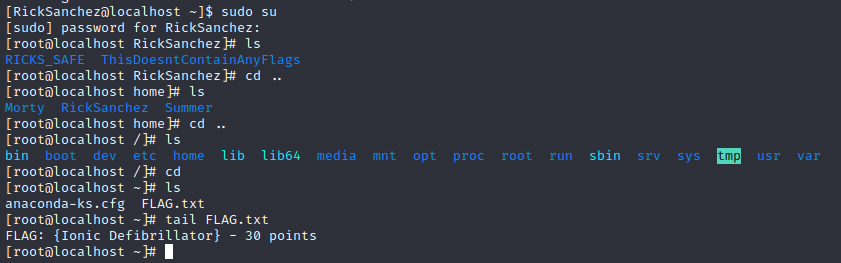 [RickSanchez@localhost ~]$ sudo su
[sudo] password for RickSanchez:
[root@localhost RickSanchez]# ls
RICKS_SAFE  ThisDoesntContainAnyFlags
[root@localhost RickSanchez]# cd ..
[root@localhost home]# ls
Morty  RickSanchez  Summer
[root@localhost home]# cd ..
[root@localhost /]# ls
bin  boot  dev  etc  home  lib  lib64  media  mnt  opt  proc  root  run  sbin  srv  sys  tmp  usr  var
[root@localhost /]# cd
[root@localhost ~]# ls
anaconda-ks.cfg  FLAG.txt
[root@localhost ~]# tail FLAG.txt
FLAG: {Ionic Defibrillator} - 30 points
[root@localhost ~]#